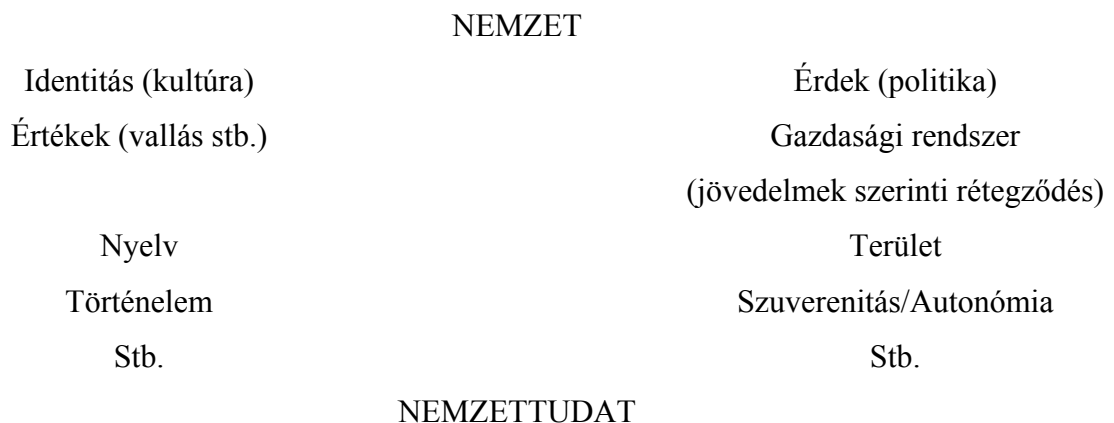 NEMZET
Identitás (kultúra) Érdek (politika)
Értékek (vallás stb.) Gazdasági rendszer
(jövedelmek szerinti rétegződés)
Nyelv Terület
Történelem Szuverenitás/Autonómia
Stb. Stb.
NEMZETTUDAT